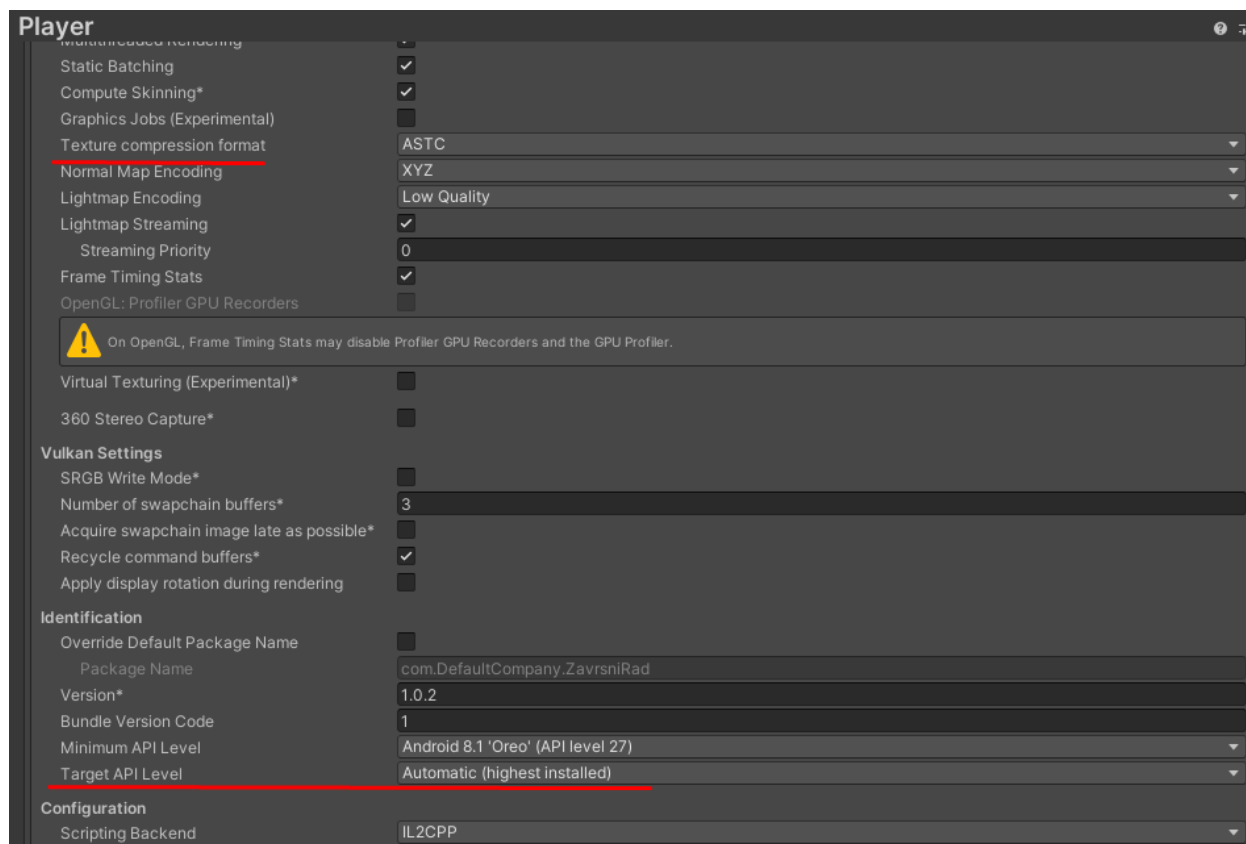 Player
Multithreaded Rendering
Static Batching
Compute Skinning*
Graphics Jobs (Experimental)
Texture compression format ASTC
Normal Map Encoding XYZ
Lightmap Encoding Low Quality
Lightmap Streaming
Streaming Priority 0
Frame Timing Stats
OpenGL: Profiler GPU Recorders
On OpenGL, Frame Timing Stats may disable Profiler GPU Recorders and the GPU Profiler.
Virtual Texturing (Experimental)*
360 Stereo Capture*
Vulkan Settings
SRGB Write Mode*
Number of swapchain buffers* 3
Acquire swapchain image late as possible*
Recycle command buffers*
Apply display rotation during rendering
Identification
Override Default Package Name
Package Name com.DefaultCompany.ZavrsniRad
Version* 1.0.2
Bundle Version Code 1
Minimum API Level Android 8.1 'Oreo' (API level 27)
Target API Level Automatic (highest installed)
Configuration
Scripting Backend IL2CPP